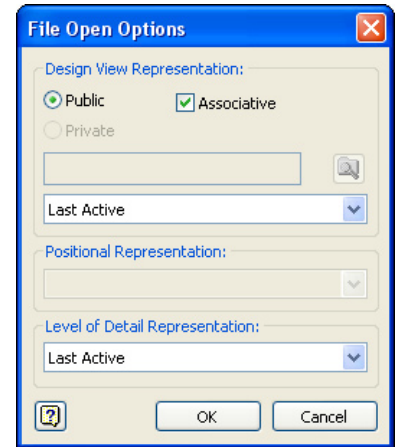 File Open Options
Design View Representation:
Public
Associative
Private
Last Active
Positional Representation:
Level of Detail Representation:
Last Active
?
OK
Cancel